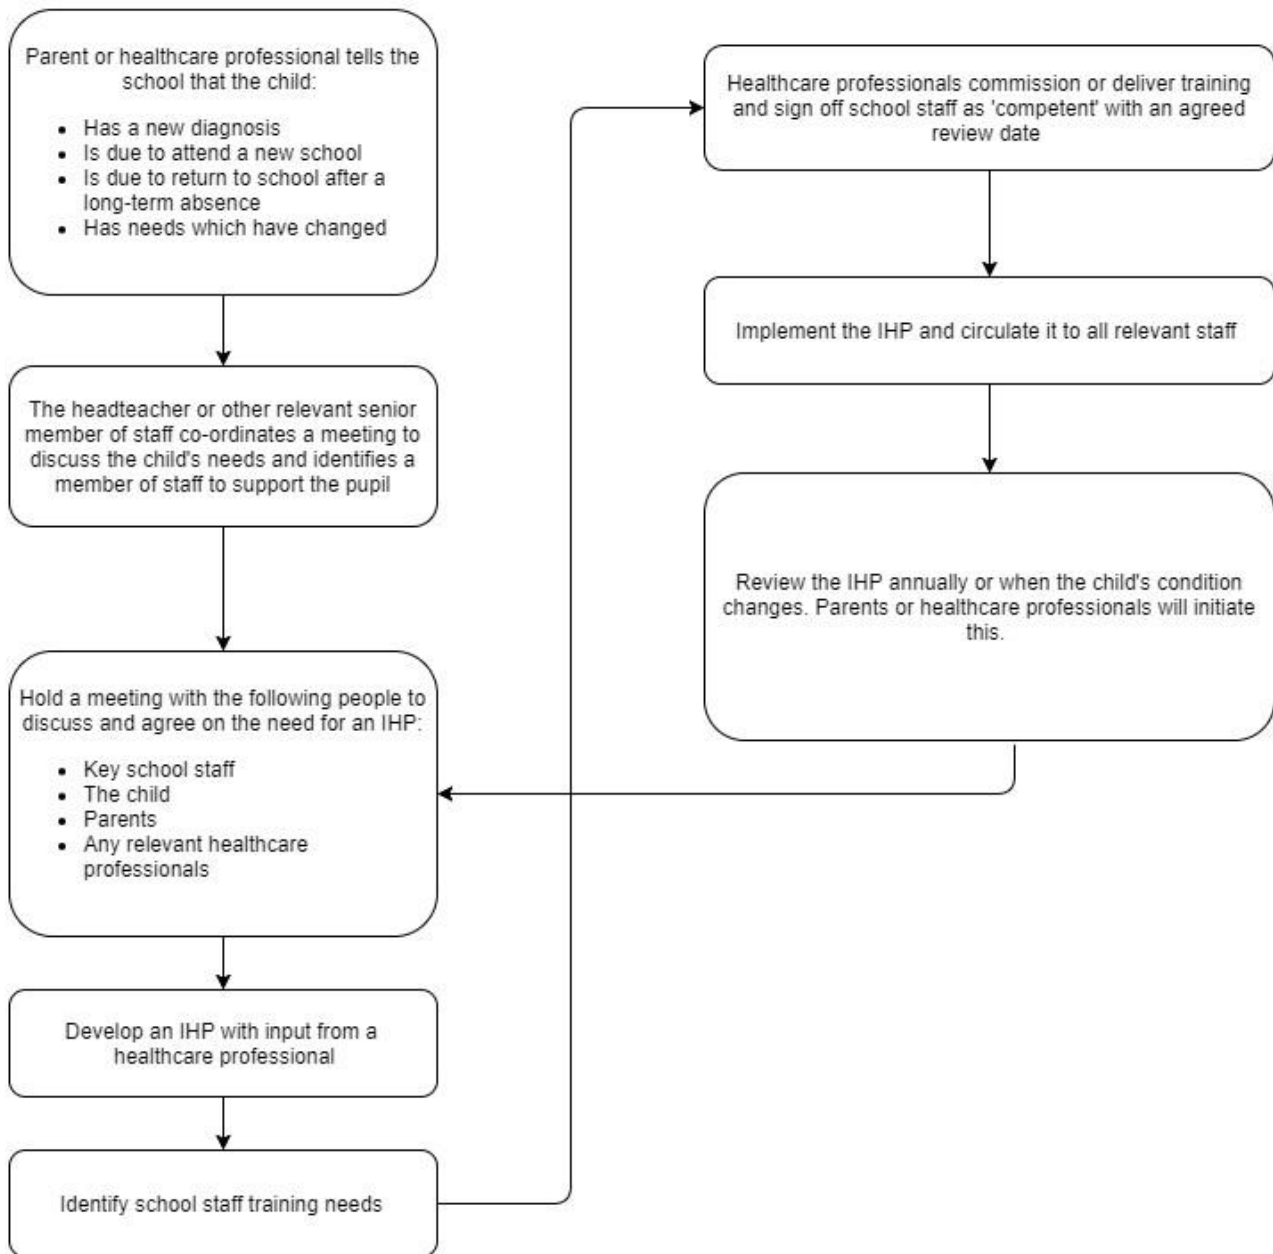 Parent or healthcare professional tells the
school that the child:
• Has a new diagnosis
• Is due to attend a new school
• Is due to return to school after a
long-term absence
• Has needs which have changed
The headteacher or other relevant senior
member of staff co-ordinates a meeting to
discuss the child's needs and identifies a
member of staff to support the pupil
Hold a meeting with the following people to
discuss and agree on the need for an IHP:
• Key school staff
• The child
• Parents
• Any relevant healthcare
professionals
Develop an IHP with input from a
healthcare professional
Identify school staff training needs
Healthcare professionals commission or deliver training
and sign off school staff as 'competent' with an agreed
review date
Implement the IHP and circulate it to all relevant staff
Review the IHP annually or when the child's condition
changes. Parents or healthcare professionals will initiate
this.